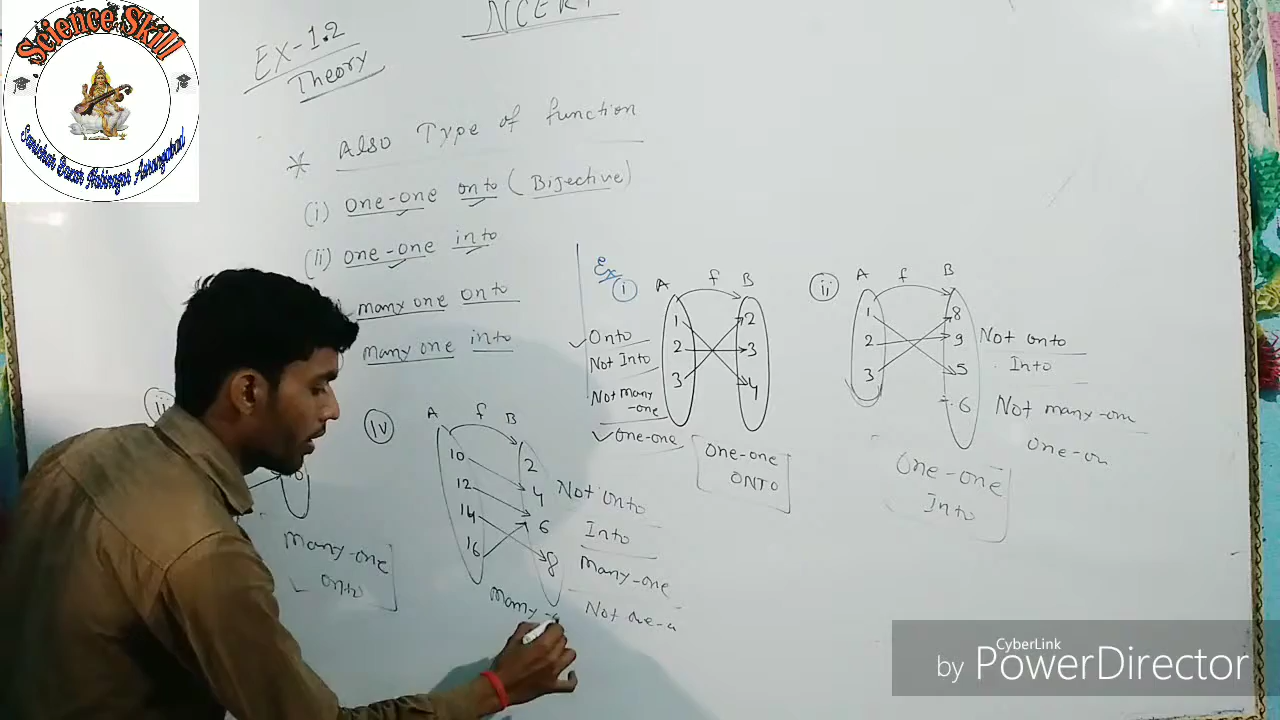 Science Skill
NCERT
EX-1.2
Theory
* Also Type of function
(i) one-one onto (Bijective)
(ii) one-one into
many one onto
many one into
Ex
i
A f B
1 2 3
2 3 4
Onto
Not Into
Not Many
-one
one-one
One-one
ONTO
ii
A f B
1 2 3
8 9 5 6
Not onto
Into
Not many-one
One-on
One-one
Into
Many-one
onto
iv
A f B
10 12 14 16
2 4 6 8
Not onto
Into
Many-one
Not one-
Many-
CyberLink
by PowerDirector